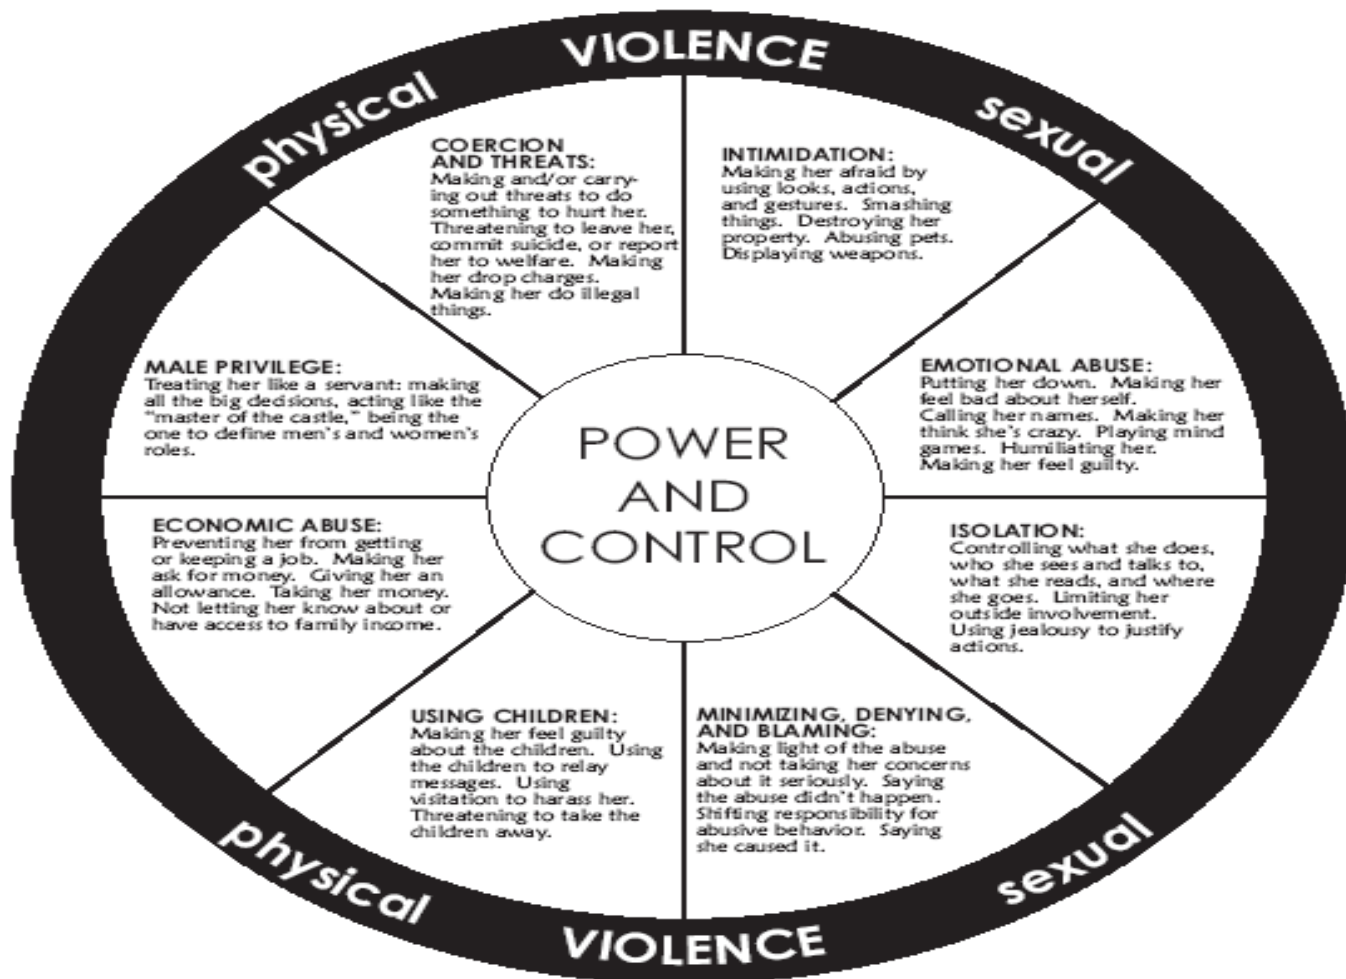 physical
VIOLENCE
sexual
COERCION
AND THREATS:
Making and/or carry-
ing out threats to do
something to hurt her.
Threatening to leave her,
commit suicide, or report
her to welfare.  Making
her drop charges.
Making her do illegal
things.
INTIMIDATION:
Making her afraid by
using looks, actions,
and gestures.  Smashing
things.  Destroying her
property.  Abusing pets.
Displaying weapons.
MALE PRIVILEGE:
Treating her like a servant: making
all the big decisions, acting like the
“master of the castle,” being the
one to define men’s and women’s
roles.
EMOTIONAL ABUSE:
Putting her down.  Making her
feel bad about herself.
Calling her names.  Making her
think she’s crazy.  Playing mind
games.  Humiliating her.
Making her feel guilty.
POWER
AND
CONTROL
ECONOMIC ABUSE:
Preventing her from getting
or keeping a job.  Making her
ask for money.  Giving her an
allowance.  Taking her money.
Not letting her know about or
have access to family income.
ISOLATION:
Controlling what she does,
who she sees and talks to,
what she reads, and where
she goes.  Limiting her
outside involvement.
Using jealousy to justify
actions.
USING CHILDREN:
Making her feel guilty
about the children.  Using
the children to relay
messages.  Using
visitation to harass her.
Threatening to take the
children away.
MINIMIZING, DENYING,
AND BLAMING:
Making light of the abuse
and not taking her concerns
about it seriously.  Saying
the abuse didn’t happen.
Shifting responsibility for
abusive behavior.  Saying
she caused it.
physical
VIOLENCE
sexual